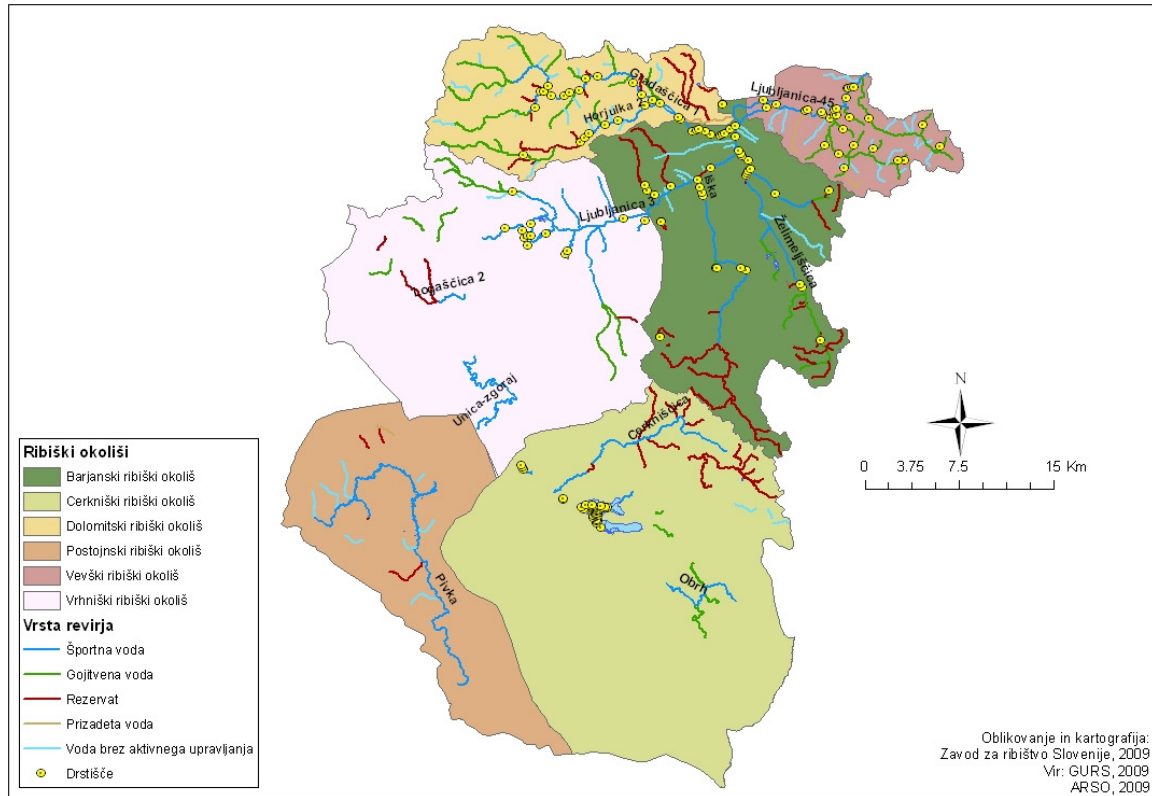 Gradaščica
Ljubljanica-45
Horjulka 2
Iška
Ljubljanica 3
Želimeljščica
Logaščica 2
Unica-zgoraj
Cerkniščica
Obrh
Pivka
N
0 3.75 7.5 15 Km
Ribiški okoliši
Barjanski ribiški okoliš
Cerkniški ribiški okoliš
Dolomitski ribiški okoliš
Postojnski ribiški okoliš
Vevški ribiški okoliš
Vrhniški ribiški okoliš
Vrsta revirja
Športna voda
Gojitvena voda
Rezervat
Prizadeta voda
Voda brez aktivnega upravljanja
Drstišče
Oblikovanje in kartografija:
Zavod za ribištvo Slovenije, 2009
Vir: GURS, 2009
ARSO, 2009